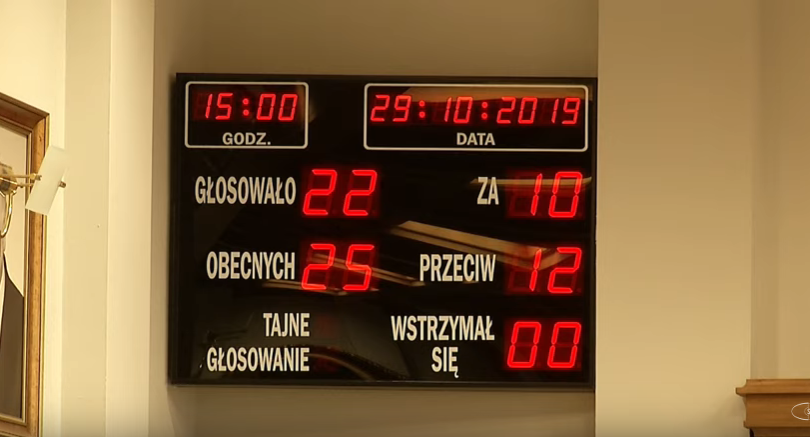 15:00 29:10:2019
GODZ. DATA
GŁOSOWAŁO 22 ZA 10
OBECNYCH 25 PRZECIW 12
TAJNE
GŁOSOWANIE
WSTRZYMAŁ
SIĘ 00